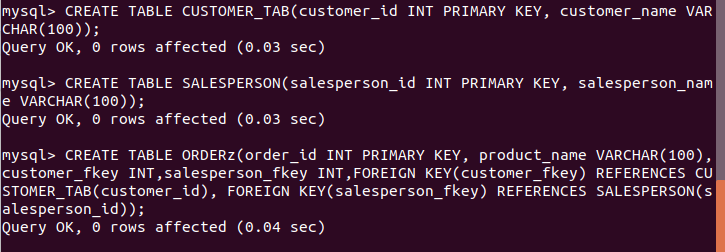 mysql> CREATE TABLE CUSTOMER_TAB(customer_id INT PRIMARY KEY, customer_name VAR
CHAR(100));
Query OK, 0 rows affected (0.03 sec)
mysql> CREATE TABLE SALESPERSON(salesperson_id INT PRIMARY KEY, salesperson_nam
e VARCHAR(100));
Query OK, 0 rows affected (0.03 sec)
mysql> CREATE TABLE ORDERz(order_id INT PRIMARY KEY, product_name VARCHAR(100),
customer_fkey INT,salesperson_fkey INT,FOREIGN KEY(customer_fkey) REFERENCES CU
STOMER_TAB(customer_id), FOREIGN KEY(salesperson_fkey) REFERENCES SALESPERSON(s
alesperson_id));
Query OK, 0 rows affected (0.04 sec)